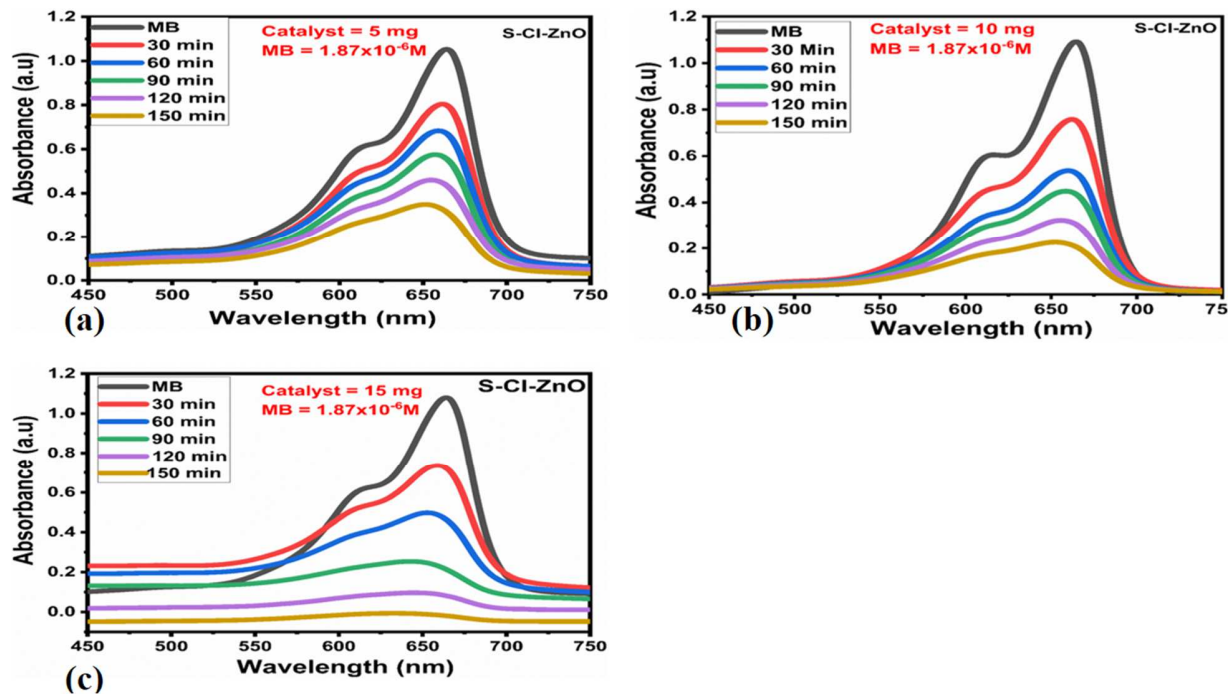 1.2
1.0
0.8
0.6
0.4
0.2
0.0
Absorbance (a.u)
MB
30 min
60 min
90 min
120 min
150 min
Catalyst = 5 mg
MB = 1.87x10⁻⁶M
S-Cl-ZnO
450 500 550 600 650 700 750
Wavelength (nm)
(a)
1.2
1.0
0.8
0.6
0.4
0.2
0.0
Absorbance (a.u)
MB
30 Min
60 min
90 min
120 min
150 min
Catalyst = 10 mg
MB = 1.87x10⁻⁶M
S-Cl-ZnO
450 500 550 600 650 700 750
Wavelength (nm)
(b)
1.2
1.0
0.8
0.6
0.4
0.2
0.0
Absorbance (a.u)
MB
30 min
60 min
90 min
120 min
150 min
Catalyst = 15 mg
MB = 1.87x10⁻⁶M
S-Cl-ZnO
450 500 550 600 650 700 750
Wavelength (nm)
(c)